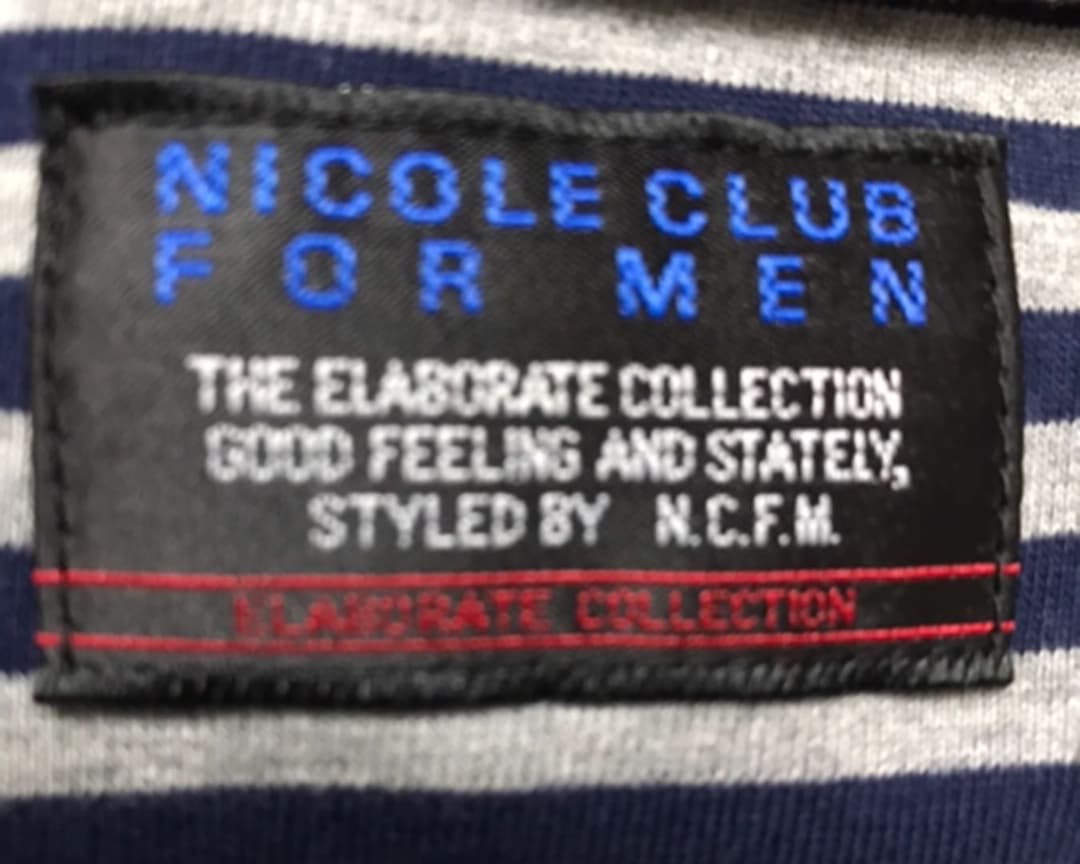 NICOLE CLUB
FOR MEN
THE ELABORATE COLLECTION
GOOD FEELING AND STATELY,
STYLED BY N.C.F.M.
ELABORATE COLLECTION